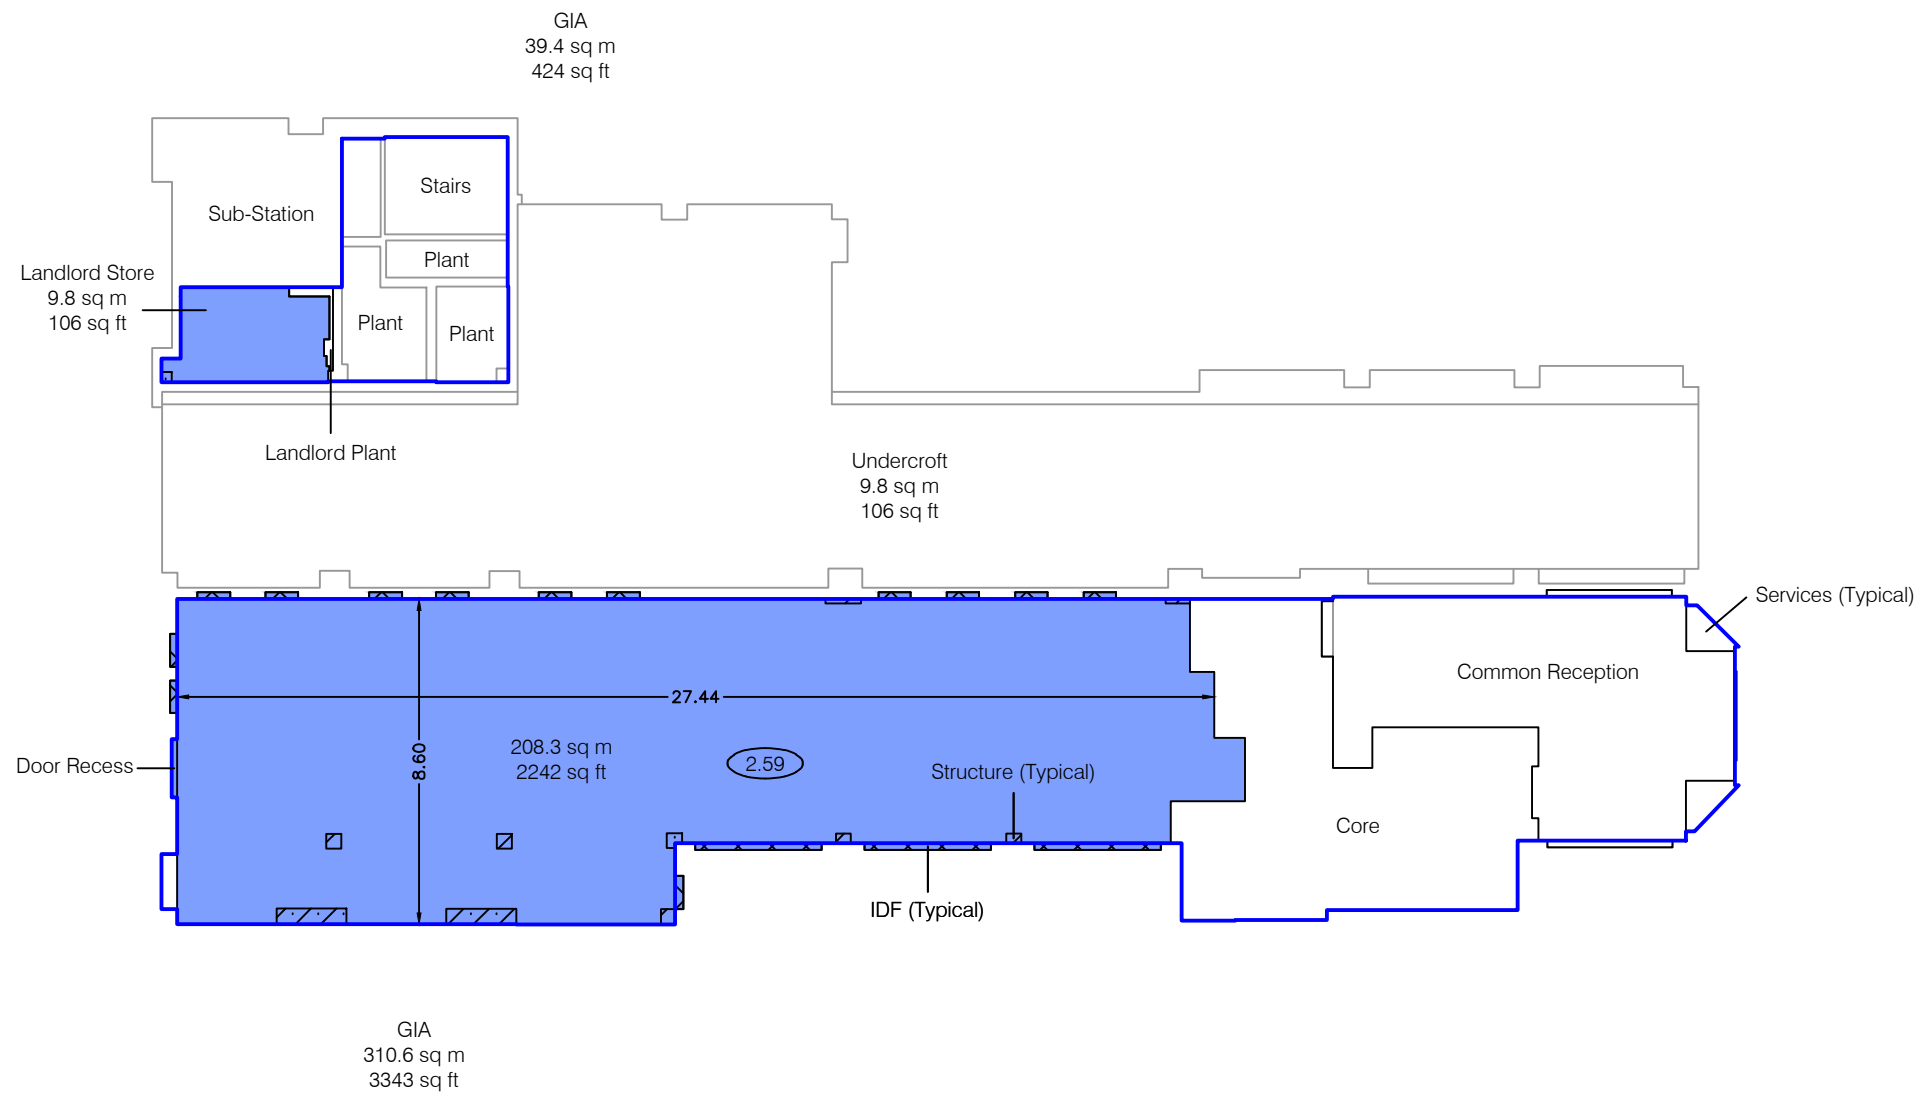 GIA
39.4 sq m
424 sq ft
Stairs
Sub-Station
Plant
Landlord Store
9.8 sq m
106 sq ft
Plant
Plant
Landlord Plant
Undercroft
9.8 sq m
106 sq ft
Services (Typical)
Common Reception
27.44
8.60
208.3 sq m
2242 sq ft
2.59
Structure (Typical)
Door Recess
Core
IDF (Typical)
GIA
310.6 sq m
3343 sq ft